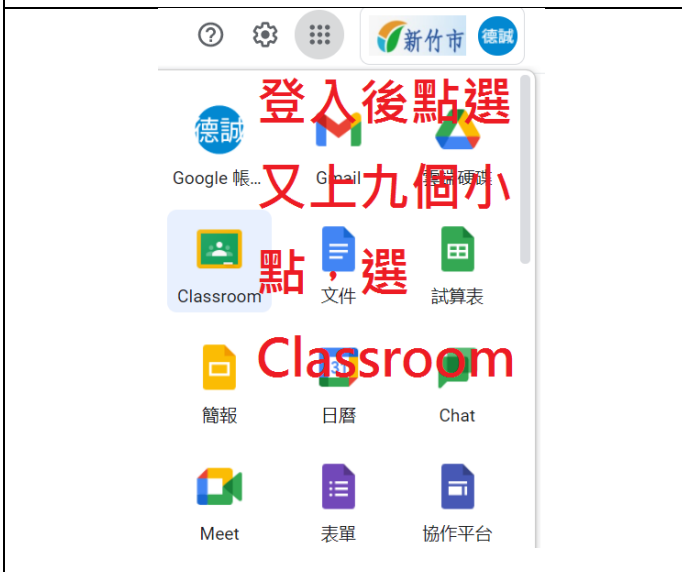 新竹市 德誠
登入後點選
德誠
Google 帳... Gmail 雲端硬碟
又上九個小
點，選
Classroom 文件 試算表
Classroom
31
簡報 日曆 Chat
Meet 表單 協作平台